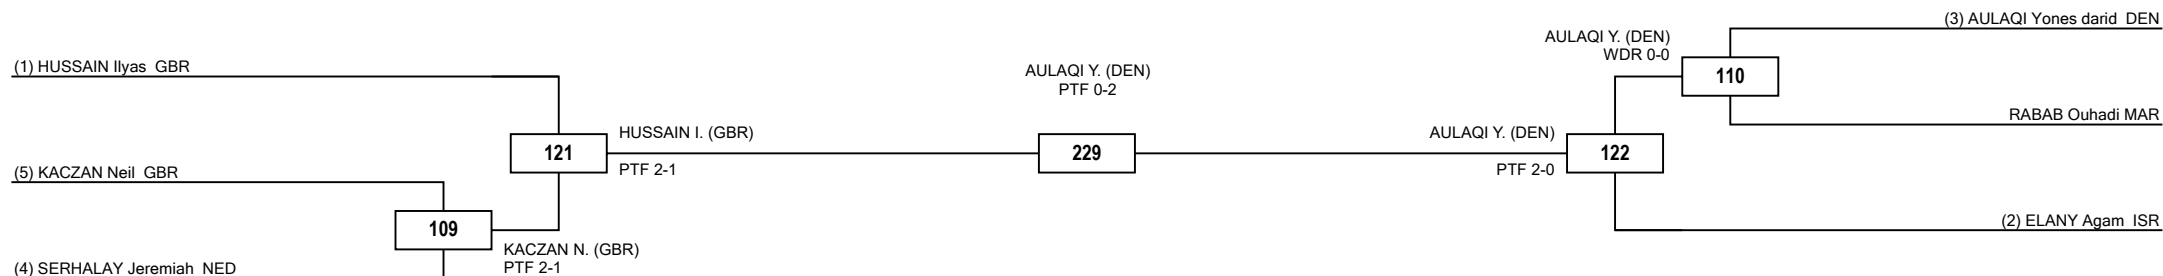 (3) AULAQI Yones darid DEN
AULAQI Y. (DEN)
WDR 0-0
(1) HUSSAIN Ilyas GBR
AULAQI Y. (DEN)
PTF 0-2
110
RABAB Ouhadi MAR
HUSSAIN I. (GBR)
AULAQI Y. (DEN)
121
229
122
PTF 2-1
PTF 2-0
(5) KACZAN Neil GBR
(2) ELANY Agam ISR
109
KACZAN N. (GBR)
PTF 2-1
(4) SERHALAY Jeremiah NED